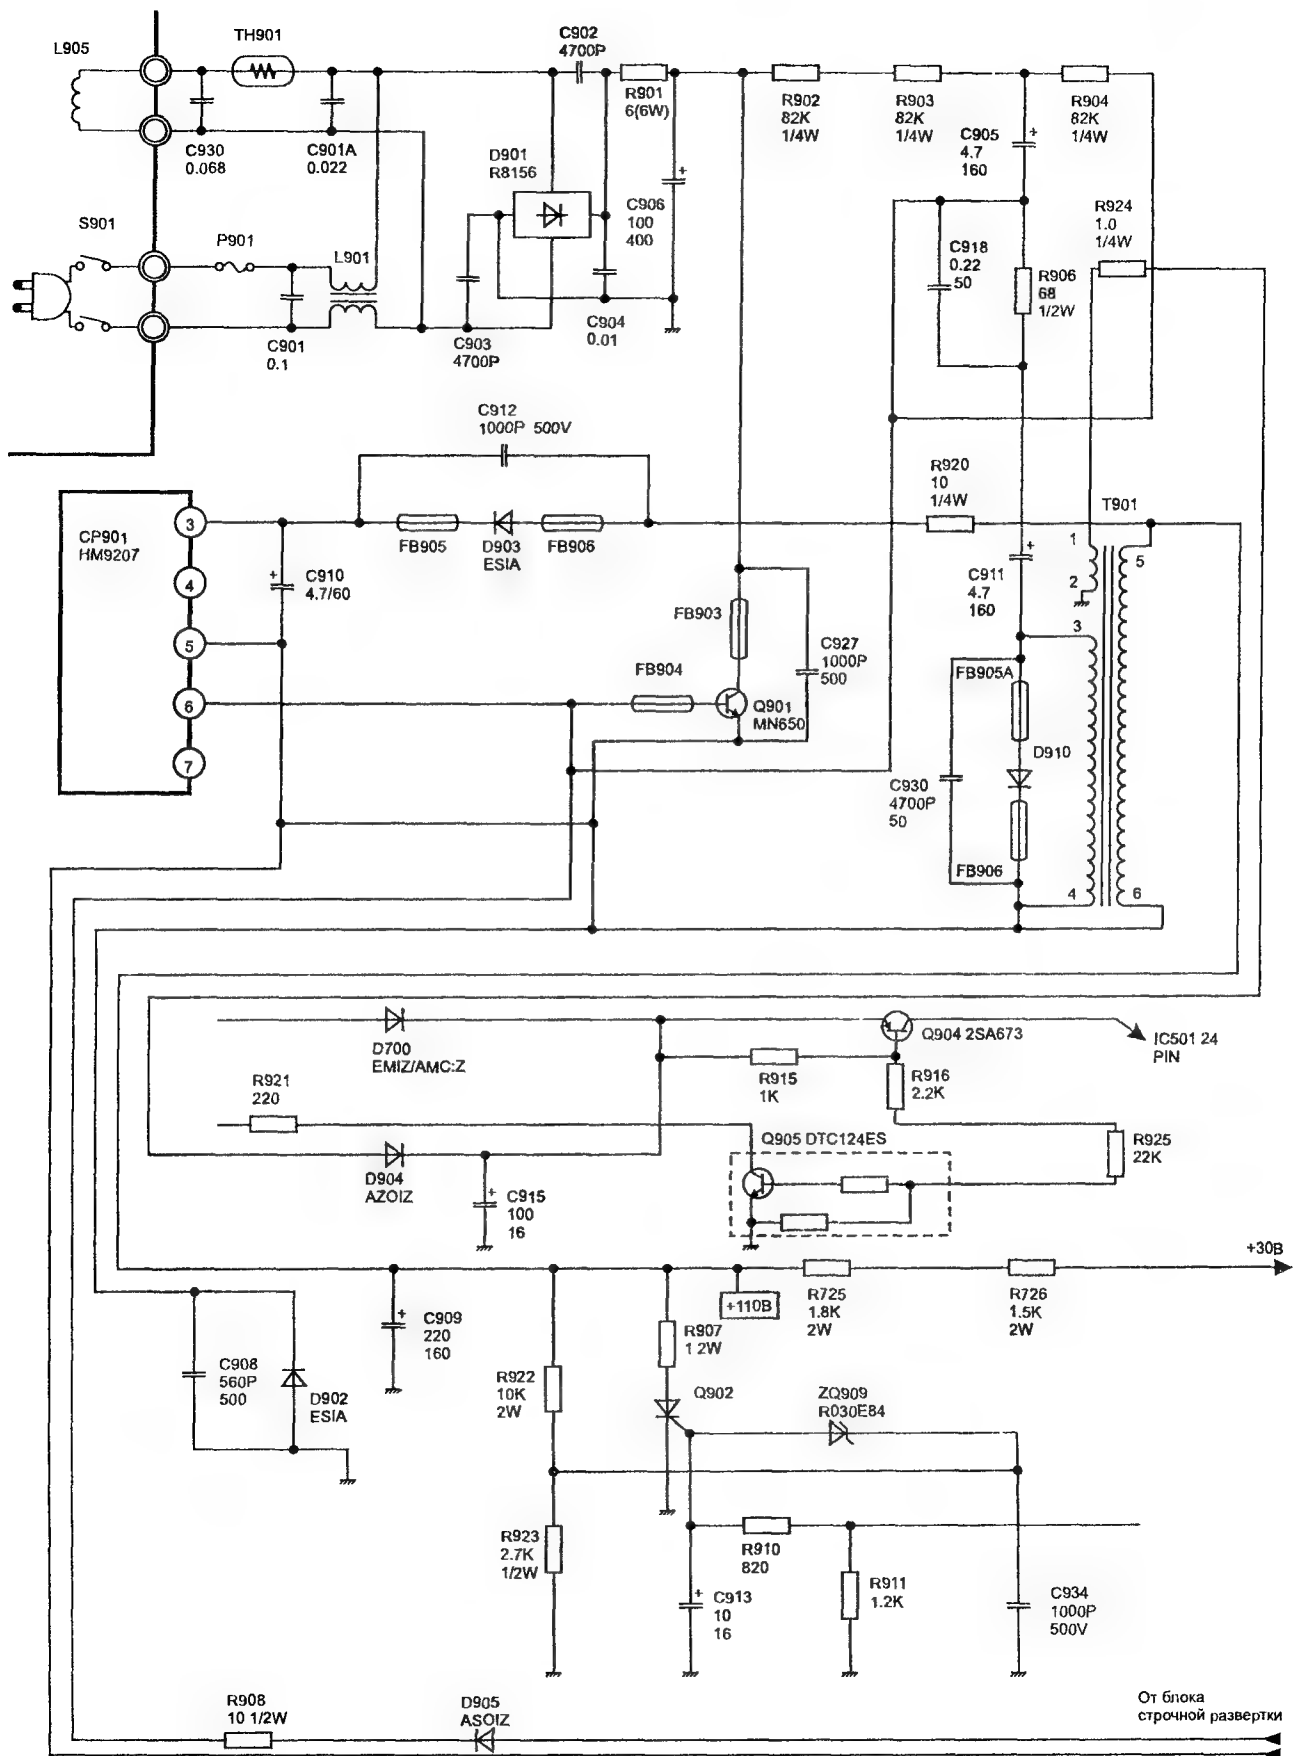 L905
TH901
C930
0.068
C901A
0.022
C902
4700P
R901
6(6W)
R902
82K
1/4W
R903
82K
1/4W
R904
82K
1/4W
C905
4.7
160
+
D901
R8156
C906
100
400
+
S901
P901
L901
C901
0.1
C903
4700P
C904
0.01
C918
0.22
50
R906
68
1/2W
R924
1.0
1/4W
C912
1000P 500V
CP901
HM9207
3
4
5
6
7
C910
4.7/60
+
FB905
D903
ESIA
FB906
R920
10
1/4W
T901
1
2
3
4
5
6
C911
4.7
160
+
FB903
FB904
C927
1000P
500
Q901
MN650
FB905A
D910
C930
4700P
50
FB906
D700
EMIZ/AMC:Z
Q904 2SA673
IC501 24
PIN
R915
1K
R916
2.2K
R921
220
Q905 DTC124ES
R925
22K
D904
AZOIZ
C915
100
16
+
+30В
+110В
R725
1.8K
2W
R726
1.5K
2W
C909
220
160
+
C908
560P
500
D902
ESIA
R922
10K
2W
R907
1 2W
Q902
ZQ909
R030E84
R923
2.7K
1/2W
R910
820
R911
1.2K
C913
10
16
+
C934
1000P
500V
R908
10 1/2W
D905
ASOIZ
От блока
строчной развертки